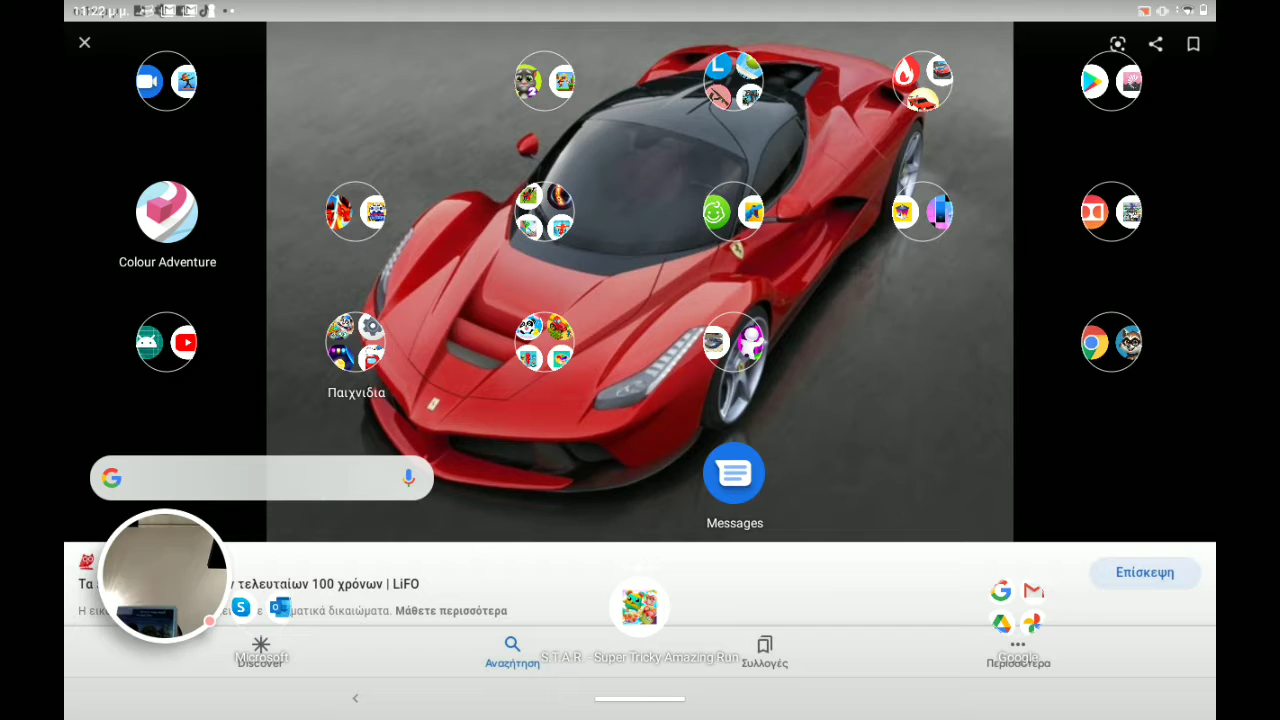 11:22 μ.μ.
Colour Adventure
Παιχνιδια
Messages
Τα
ν τελευταίων 100 χρόνων | LiFO
Επίσκεψη
Η εικ
ματικά δικαιώματα. Μάθετε περισσότερα
Discover
Microsoft
Αναζήτηση
S.T.A.R. - Super Tricky Amazing Run
Συλλογές
Περισσότερα
Google